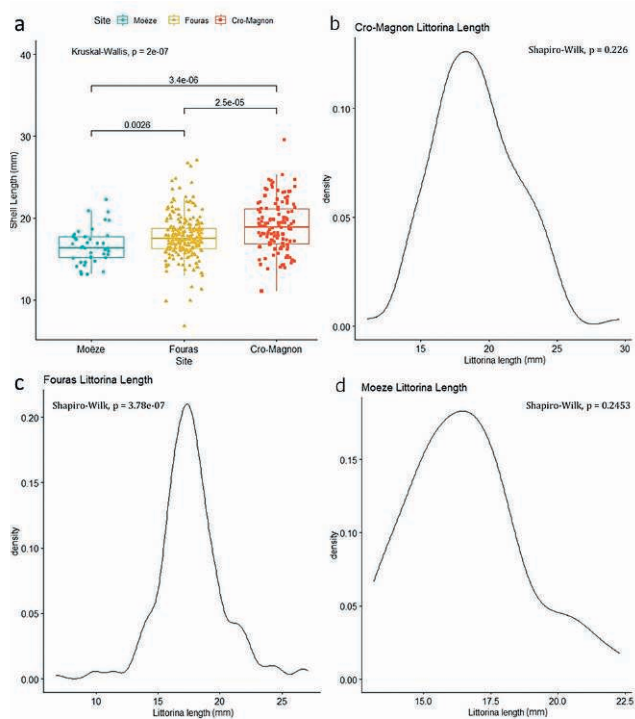 a
Site Moëze Fouras Cro-Magnon
Kruskal-Wallis, p = 2e-07
3.4e-06
2.5e-05
0.0026
Shell Length (mm)
40
30
20
10
Moëze Fouras Cro-Magnon
Site
b
Cro-Magnon Littorina Length
Shapiro-Wilk, p = 0.226
density
0.10
0.05
0.00
15 20 25 30
Littorina length (mm)
c
Fouras Littorina Length
Shapiro-Wilk, p = 3.78e-07
density
0.20
0.15
0.10
0.05
0.00
10 15 20 25
Littorina length (mm)
d
Moeze Littorina Length
Shapiro-Wilk, p = 0.2453
density
0.15
0.10
0.05
0.00
15.0 17.5 20.0 22.5
Littorina length (mm)